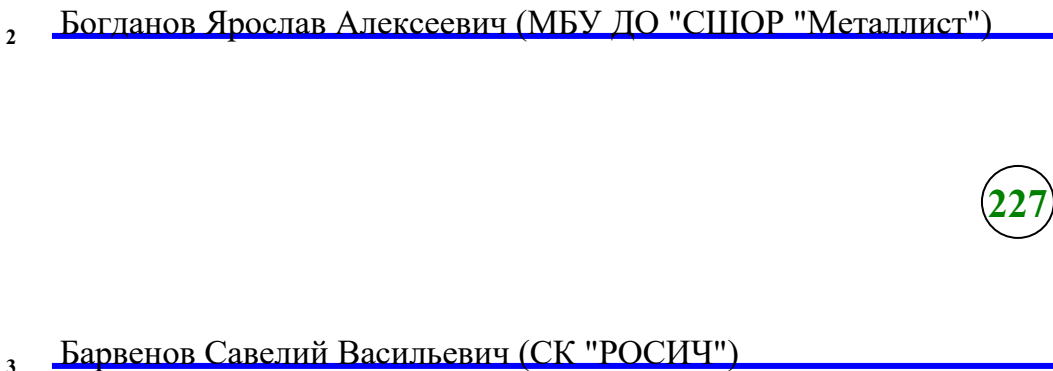 2 Богданов Ярослав Алексеевич (МБУ ДО "СШОР "Металлист")
227
3 Барвенов Савелий Васильевич (СК "РОСИЧ")